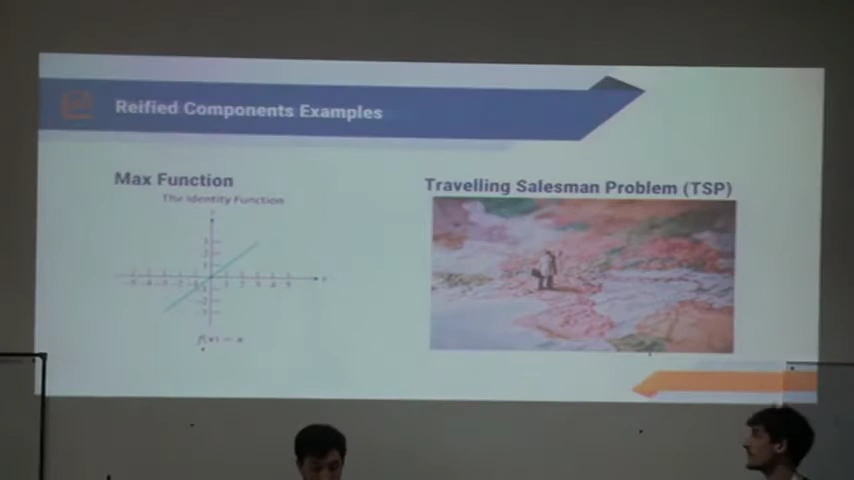 Reified Components Examples
Max Function
The Identity Function
f(x) = x
Travelling Salesman Problem (TSP)